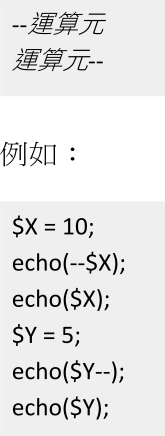 --運算元
運算元--
例如：
$X = 10;
echo(--$X);
echo($X);
$Y = 5;
echo($Y--);
echo($Y);